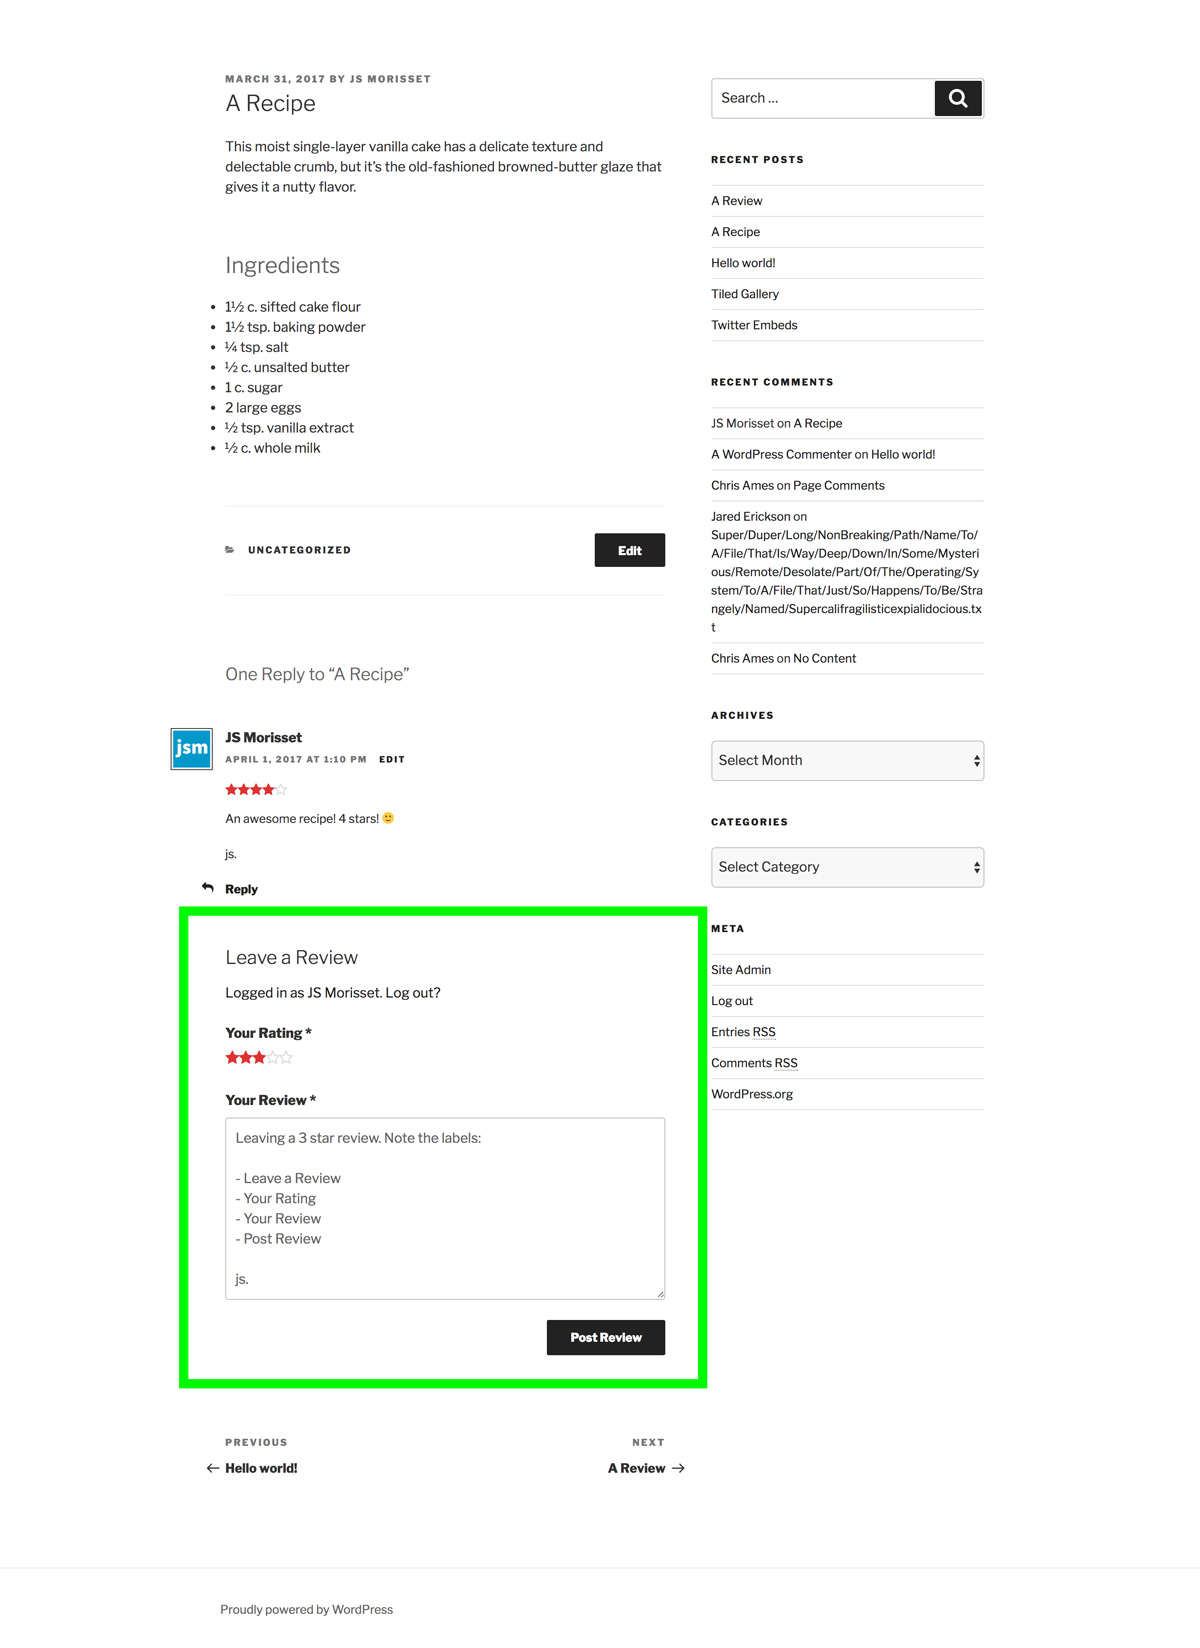 MARCH 31, 2017 BY JS MORISSET
A Recipe
This moist single-layer vanilla cake has a delicate texture and
delectable crumb, but it’s the old-fashioned browned-butter glaze that
gives it a nutty flavor.
Ingredients
• 1½ c. sifted cake flour
• 1½ tsp. baking powder
• ¼ tsp. salt
• ½ c. unsalted butter
• 1 c. sugar
• 2 large eggs
• ½ tsp. vanilla extract
• ½ c. whole milk
UNCATEGORIZED
Edit
One Reply to “A Recipe”
jsm
JS Morisset
APRIL 1, 2017 AT 1:10 PM EDIT
An awesome recipe! 4 stars! 🙂
js.
Reply
Leave a Review
Logged in as JS Morisset. Log out?
Your Rating *
Your Review *
Leaving a 3 star review. Note the labels:
- Leave a Review
- Your Rating
- Your Review
- Post Review
js.
Post Review
PREVIOUS
← Hello world!
NEXT
A Review →
Search …
RECENT POSTS
A Review
A Recipe
Hello world!
Tiled Gallery
Twitter Embeds
RECENT COMMENTS
JS Morisset on A Recipe
A WordPress Commenter on Hello world!
Chris Ames on Page Comments
Jared Erickson on
Super/Duper/Long/NonBreaking/Path/Name/To/
A/File/That/Is/Way/Deep/Down/In/Some/Mysteri
ous/Remote/Desolate/Part/Of/The/Operating/Sy
stem/To/A/File/That/Just/So/Happens/To/Be/Stra
ngely/Named/Supercalifragilisticexpialidocious.tx
t
Chris Ames on No Content
ARCHIVES
Select Month
CATEGORIES
Select Category
META
Site Admin
Log out
Entries RSS
Comments RSS
WordPress.org
Proudly powered by WordPress